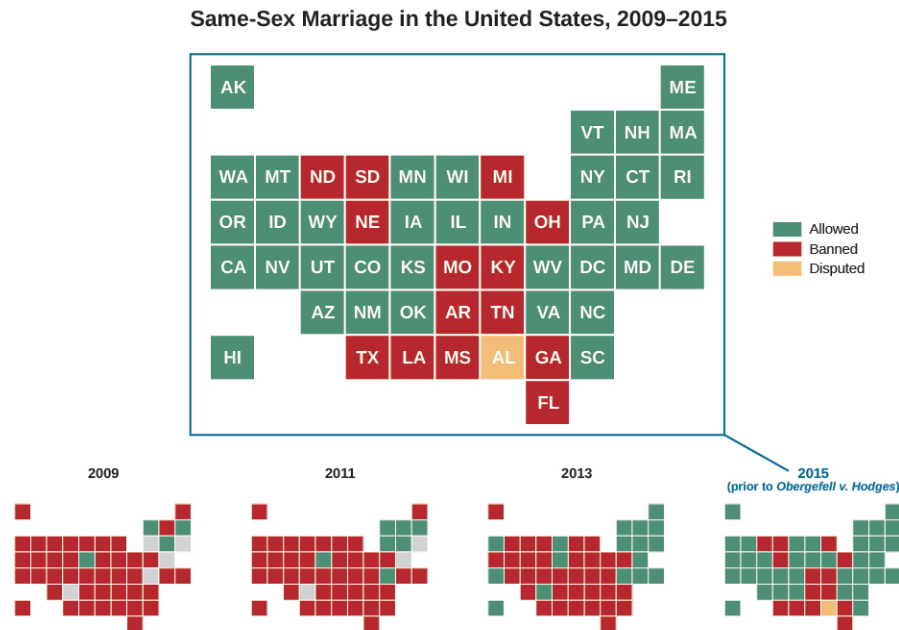 Same-Sex Marriage in the United States, 2009–2015
AK ME
VT NH MA
WA MT ND SD MN WI MI NY CT RI
OR ID WY NE IA IL IN OH PA NJ
CA NV UT CO KS MO KY WV DC MD DE
AZ NM OK AR TN VA NC
HI TX LA MS AL GA SC
FL
Allowed
Banned
Disputed
2009 2011 2013 2015
(prior to Obergefell v. Hodges)